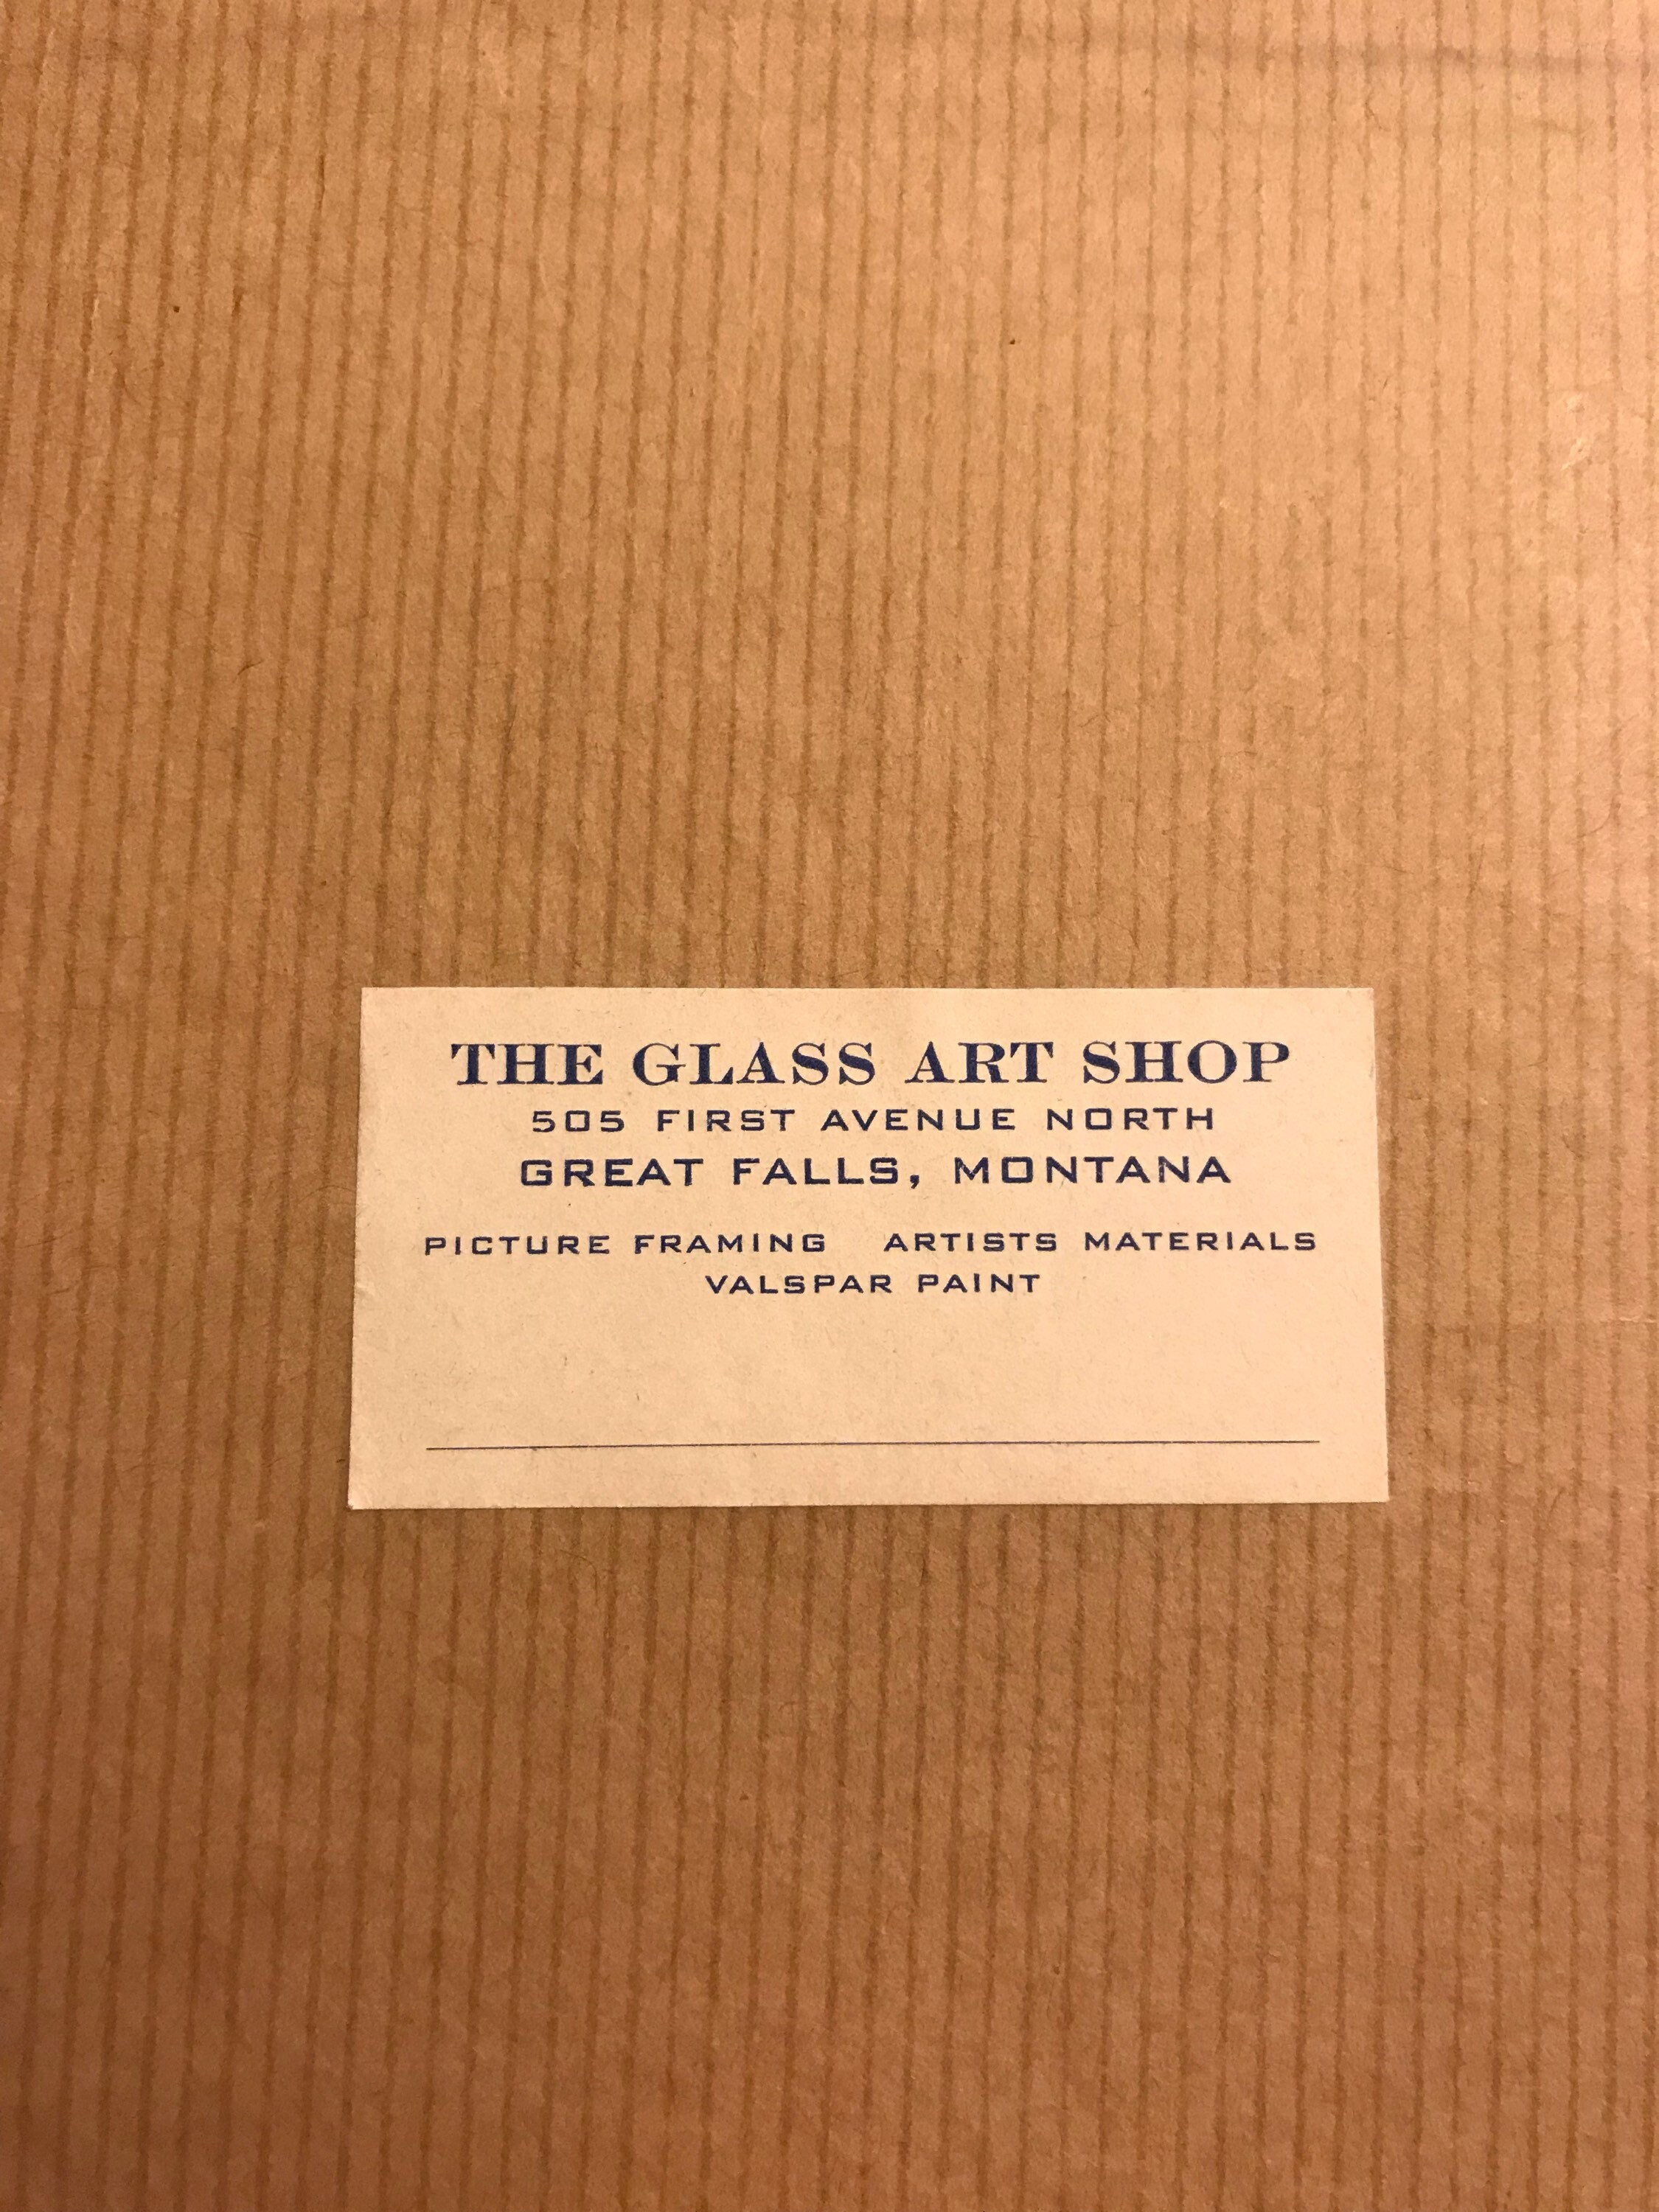 THE GLASS ART SHOP
505 FIRST AVENUE NORTH
GREAT FALLS, MONTANA
PICTURE FRAMING   ARTISTS MATERIALS
VALSPAR PAINT